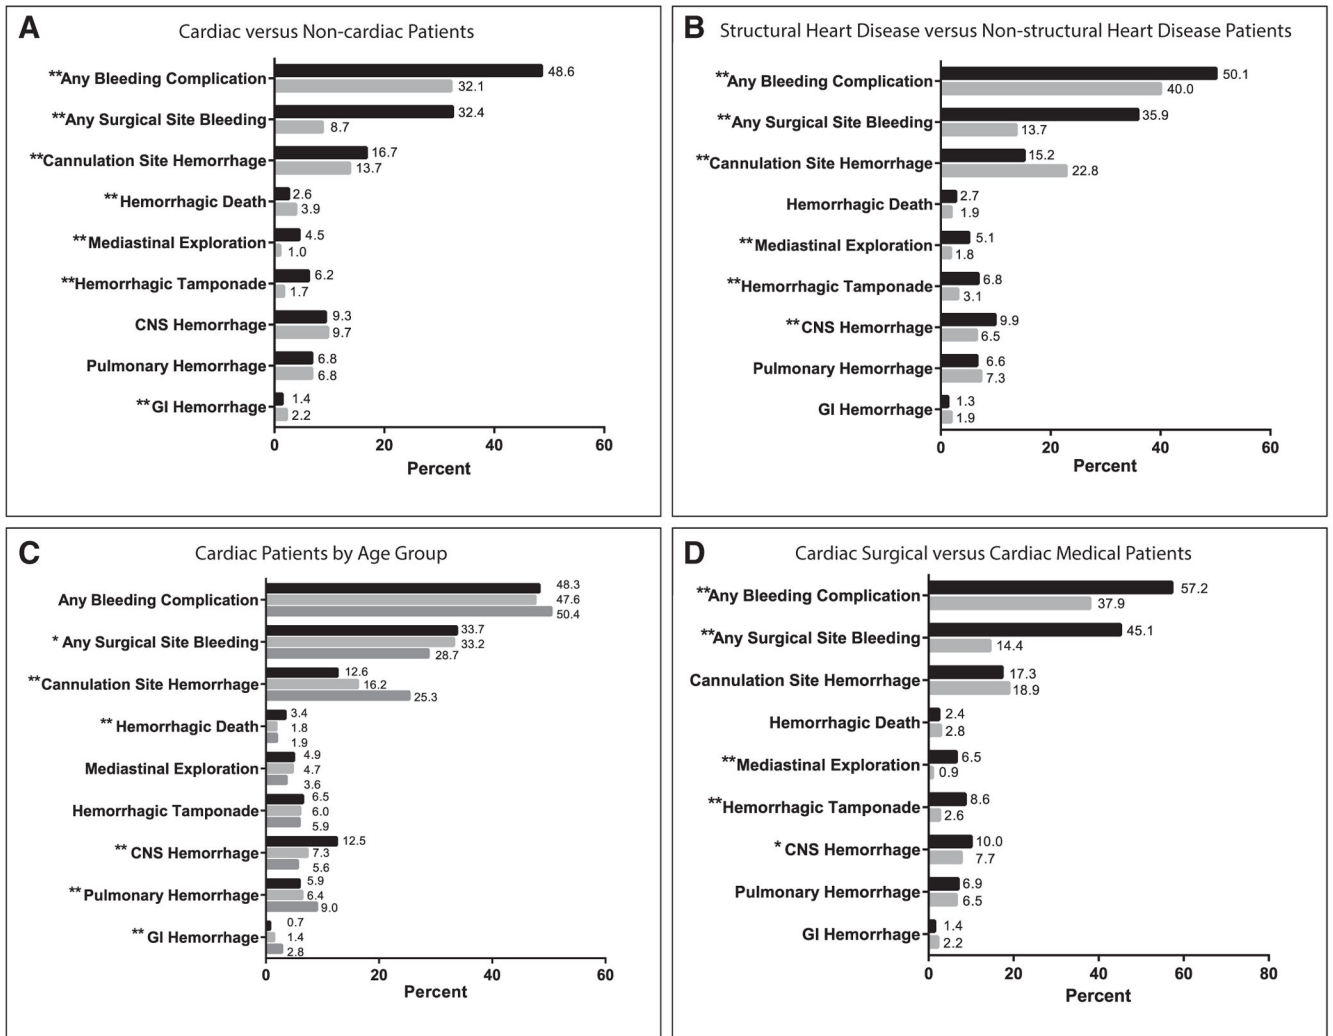 A Cardiac versus Non-cardiac Patients
**Any Bleeding Complication 48.6
32.1
**Any Surgical Site Bleeding 32.4
8.7
**Cannulation Site Hemorrhage 16.7
13.7
** Hemorrhagic Death 2.6
3.9
** Mediastinal Exploration 4.5
1.0
**Hemorrhagic Tamponade 6.2
1.7
CNS Hemorrhage 9.3
9.7
Pulmonary Hemorrhage 6.8
6.8
** GI Hemorrhage 1.4
2.2
0 20 40 60
Percent
B Structural Heart Disease versus Non-structural Heart Disease Patients
**Any Bleeding Complication 50.1
40.0
** Any Surgical Site Bleeding 35.9
13.7
**Cannulation Site Hemorrhage 15.2
22.8
Hemorrhagic Death 2.7
1.9
** Mediastinal Exploration 5.1
1.8
**Hemorrhagic Tamponade 6.8
3.1
** CNS Hemorrhage 9.9
6.5
Pulmonary Hemorrhage 6.6
7.3
GI Hemorrhage 1.3
1.9
0 20 40 60
Percent
C Cardiac Patients by Age Group
Any Bleeding Complication 48.3
47.6
50.4
* Any Surgical Site Bleeding 33.7
33.2
28.7
**Cannulation Site Hemorrhage 12.6
16.2
25.3
** Hemorrhagic Death 3.4
1.8
1.9
Mediastinal Exploration 4.9
4.7
3.6
Hemorrhagic Tamponade 6.5
6.0
5.9
** CNS Hemorrhage 12.5
7.3
5.6
** Pulmonary Hemorrhage 5.9
6.4
9.0
** GI Hemorrhage 0.7
1.4
2.8
0 20 40 60
Percent
D Cardiac Surgical versus Cardiac Medical Patients
**Any Bleeding Complication 57.2
37.9
**Any Surgical Site Bleeding 45.1
14.4
Cannulation Site Hemorrhage 17.3
18.9
Hemorrhagic Death 2.4
2.8
** Mediastinal Exploration 6.5
0.9
**Hemorrhagic Tamponade 8.6
2.6
* CNS Hemorrhage 10.0
7.7
Pulmonary Hemorrhage 6.9
6.5
GI Hemorrhage 1.4
2.2
0 20 40 60 80
Percent